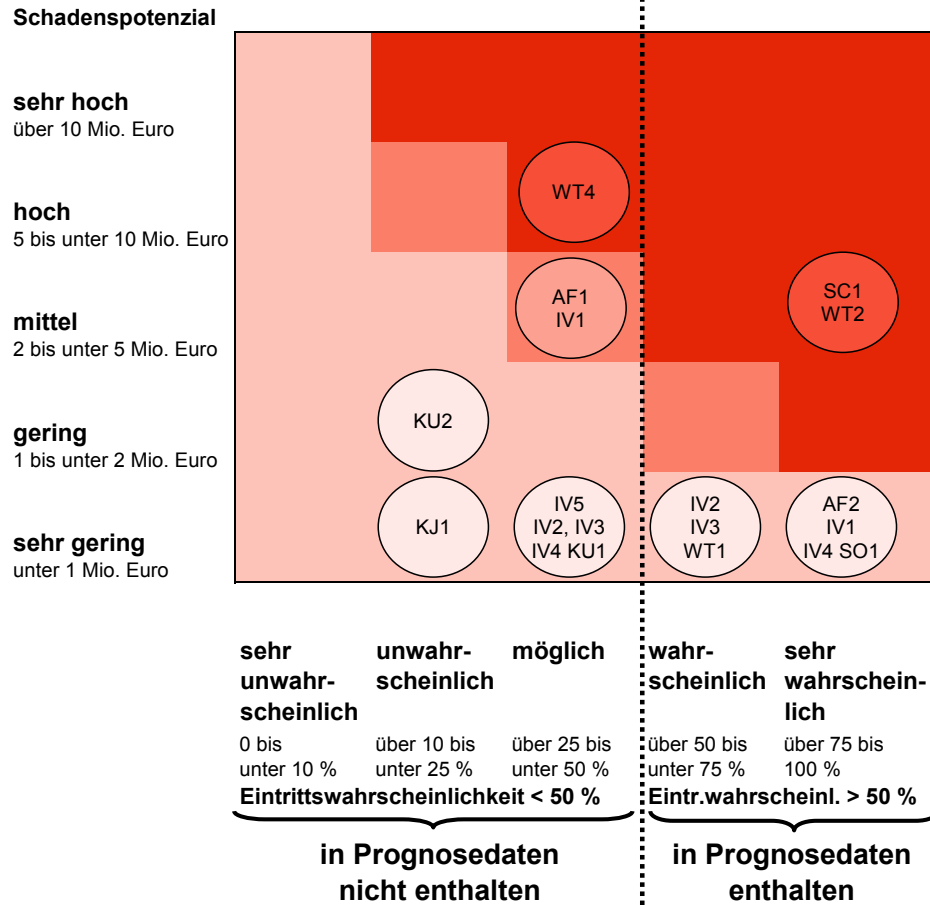 Schadenspotenzial
sehr hoch
über 10 Mio. Euro
hoch
5 bis unter 10 Mio. Euro
mittel
2 bis unter 5 Mio. Euro
gering
1 bis unter 2 Mio. Euro
sehr gering
unter 1 Mio. Euro
WT4
AF1
IV1
SC1
WT2
KU2
KJ1
IV5
IV2, IV3
IV4 KU1
IV2
IV3
WT1
AF2
IV1
IV4 SO1
sehr
unwahr-
scheinlich
0 bis
unter 10 %
unwahr-
scheinlich
über 10 bis
unter 25 %
möglich
über 25 bis
unter 50 %
wahr-
scheinlich
über 50 bis
unter 75 %
sehr
wahrschein-
lich
über 75 bis
100 %
Eintrittswahrscheinlichkeit < 50 %
Eintr.wahrscheinl. > 50 %
in Prognosedaten
nicht enthalten
in Prognosedaten
enthalten